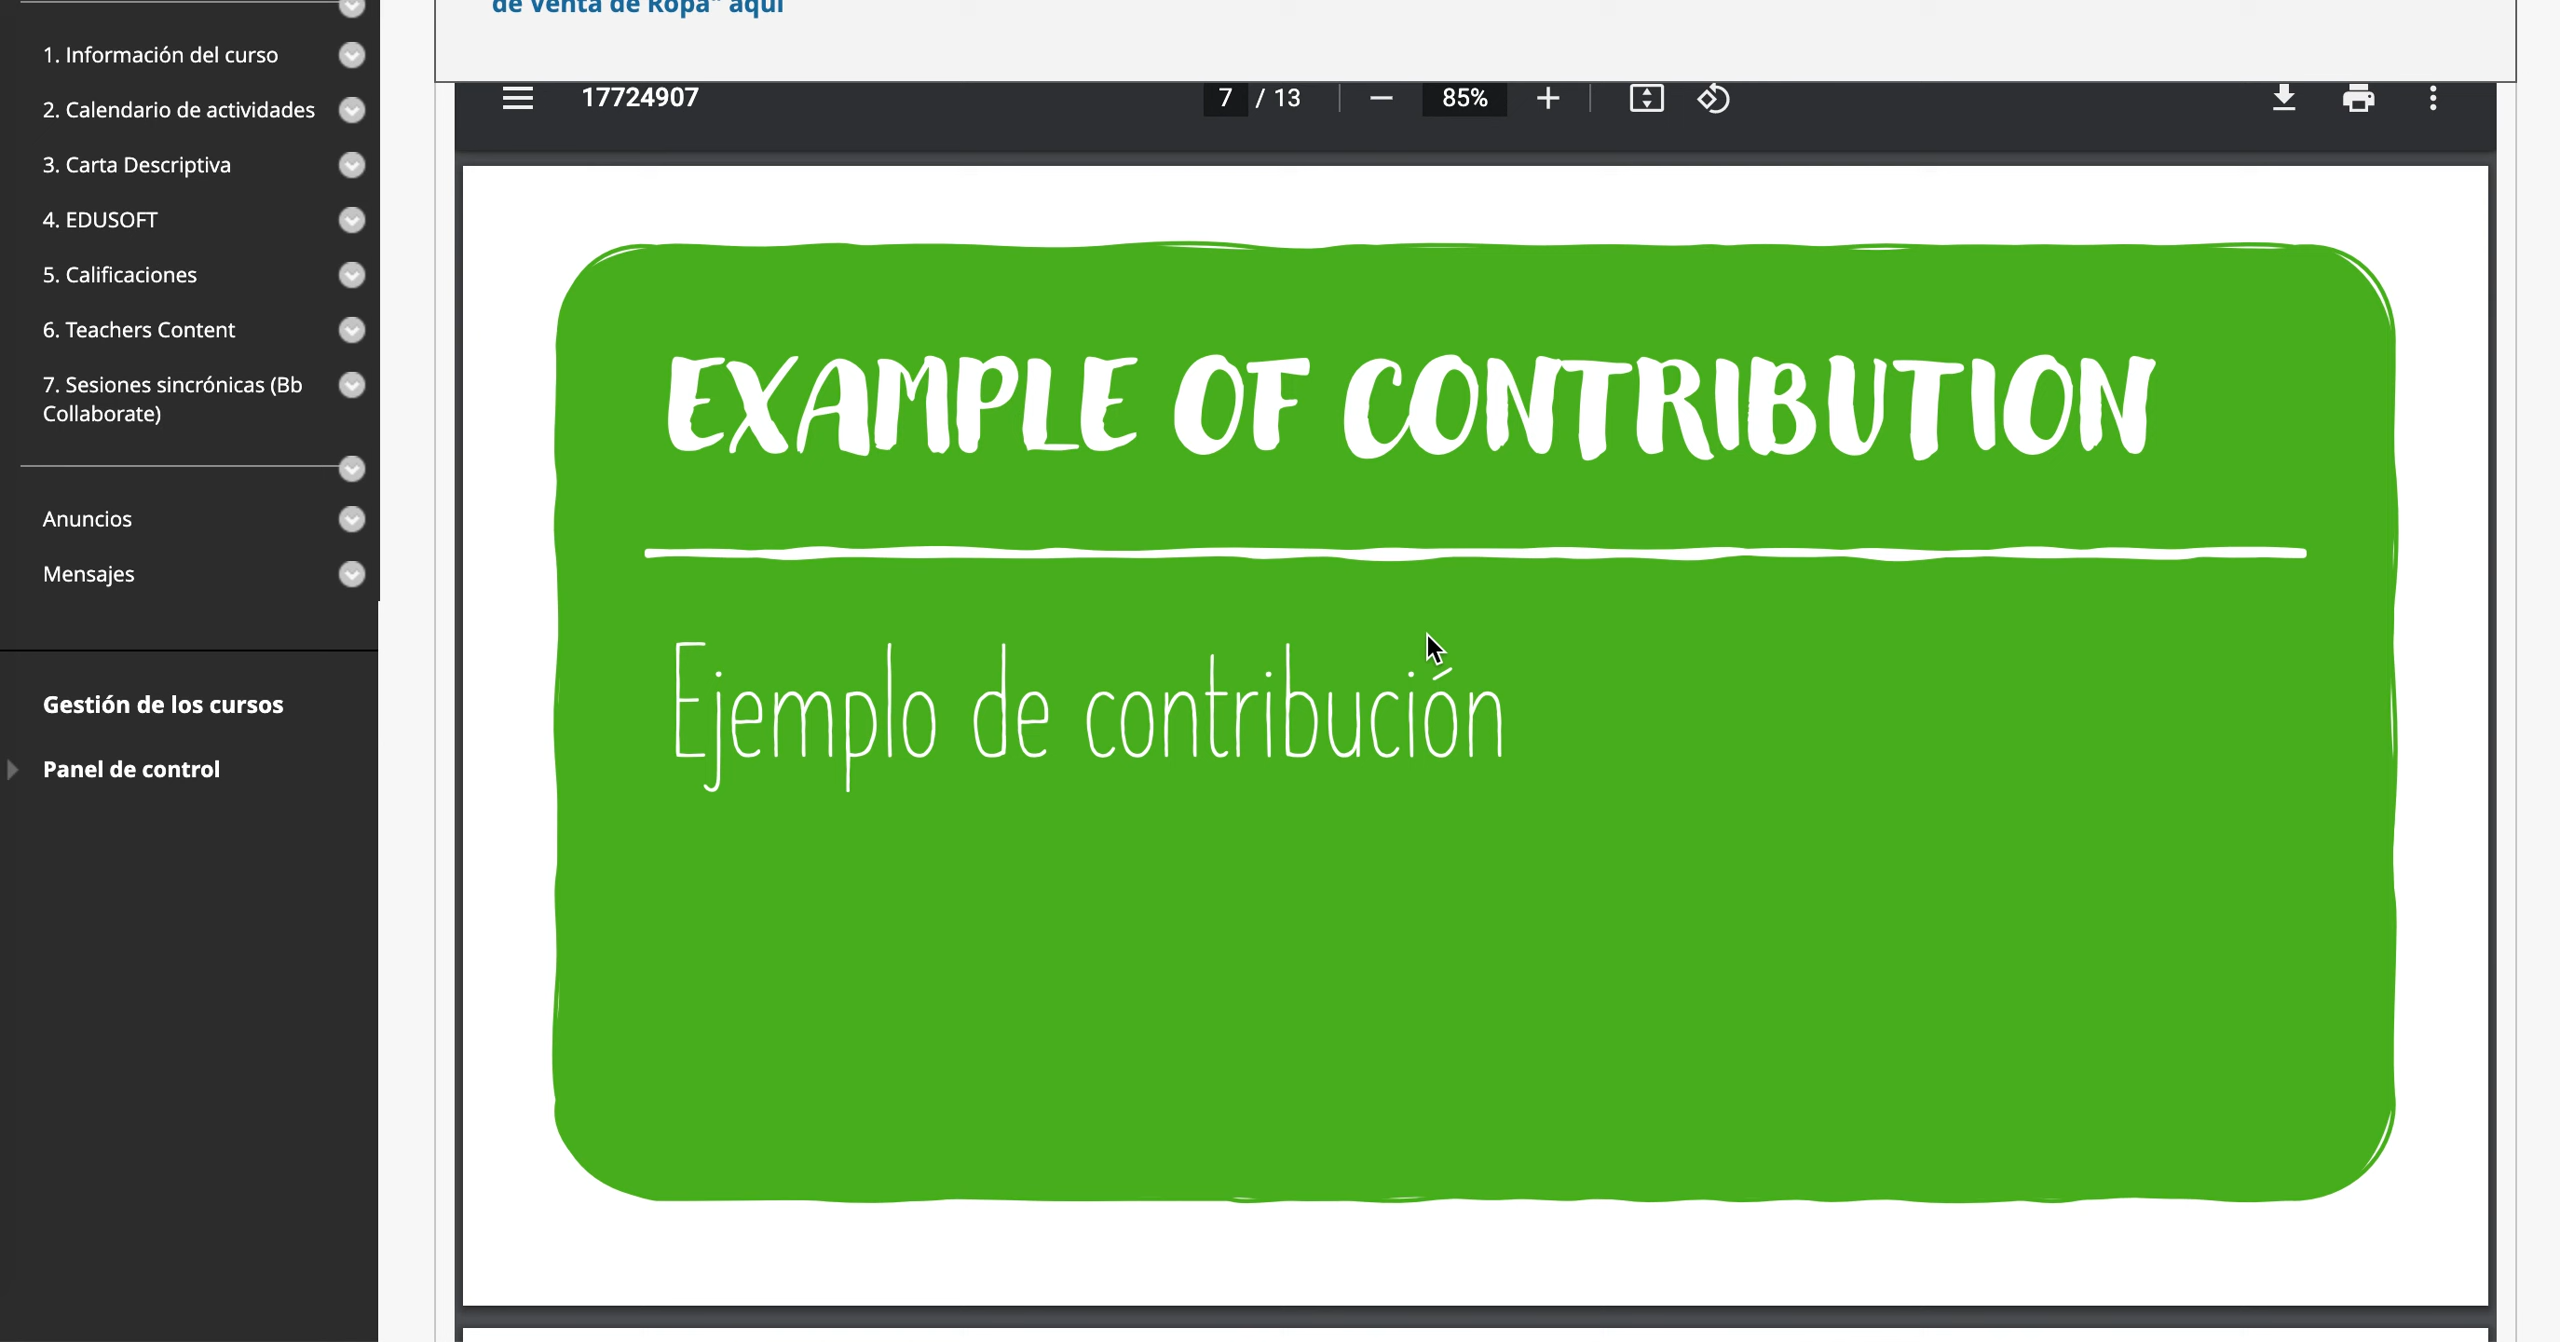 de Venta de Ropa" aquí
1. Información del curso
2. Calendario de actividades
3. Carta Descriptiva
4. EDUSOFT
5. Calificaciones
6. Teachers Content
7. Sesiones sincrónicas (Bb
Collaborate)
Anuncios
Mensajes
Gestión de los cursos
Panel de control
17724907
7 / 13
85%
EXAMPLE OF CONTRIBUTION
Ejemplo de contribución